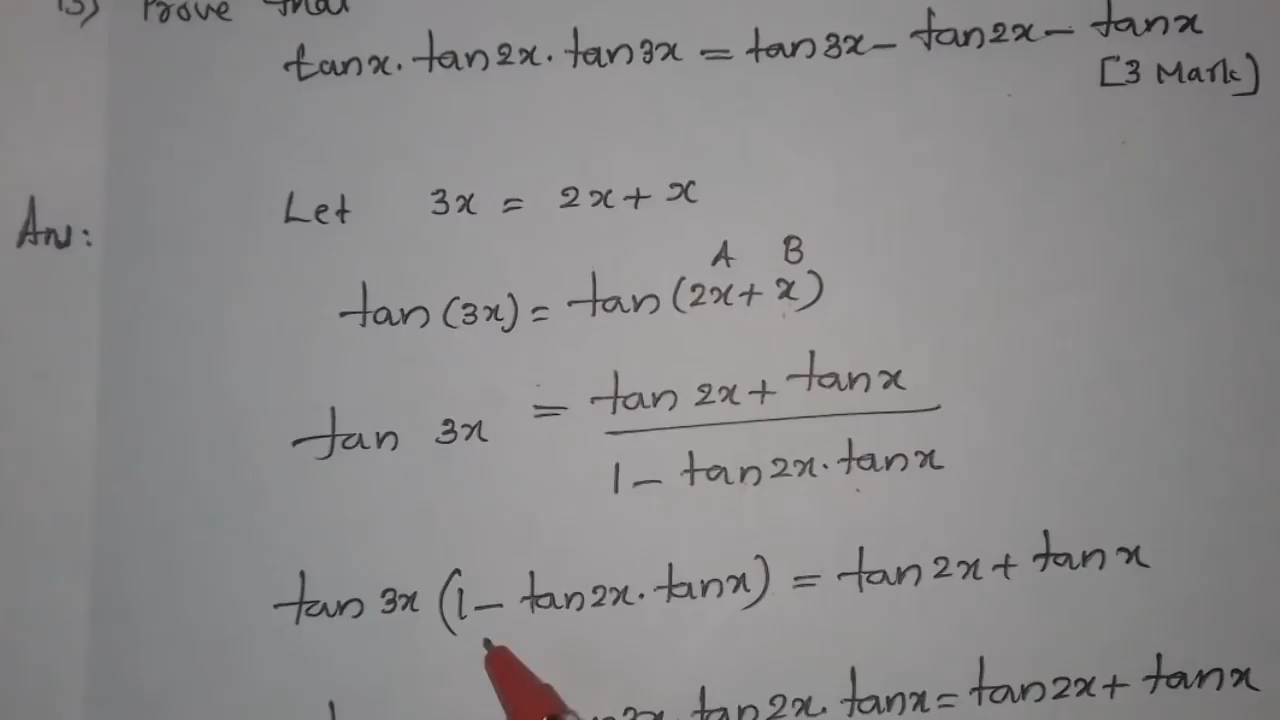 Prove that
tanx. tan2x. tan3x = tan3x - tan2x - tanx
[3 Mark]
Ans:
Let 3x = 2x + x
A B
tan(3x) = tan(2x + x)
tan 3x = tan 2x + tanx
1 - tan2x. tanx
tan 3x (1 - tan2x. tanx) = tan2x + tanx
tan2x. tanx = tan2x + tanx